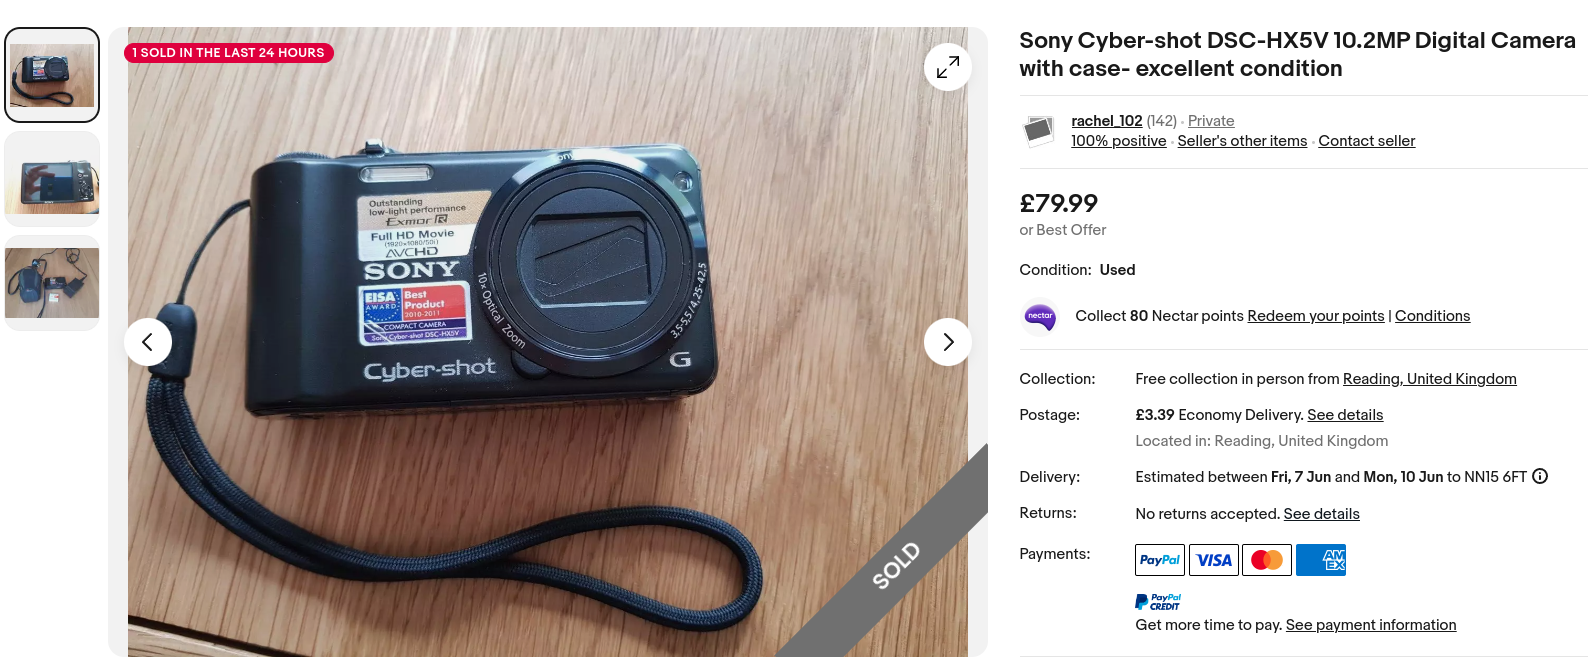 1 SOLD IN THE LAST 24 HOURS
Outstanding
low-light performance
Exmor R
Full HD Movie
(1920×1080/50i)
AVCHD
SONY
EISA
AWARD
Best
Product
2010-2011
COMPACT CAMERA
Sony Cyber-shot DSC-HX5V
Cyber-shot
Sony
10× Optical Zoom
3,5-5,5/4,25-42,5
G
SOLD
Sony Cyber-shot DSC-HX5V 10.2MP Digital Camera
with case- excellent condition
rachel_102 (142) • Private
100% positive • Seller's other items • Contact seller
£79.99
or Best Offer
Condition: Used
nectar
Collect 80 Nectar points Redeem your points | Conditions
Collection: Free collection in person from Reading, United Kingdom
Postage: £3.39 Economy Delivery. See details
Located in: Reading, United Kingdom
Delivery: Estimated between Fri, 7 Jun and Mon, 10 Jun to NN15 6FT
Returns: No returns accepted. See details
Payments: PayPal VISA AMEX
PayPal
CREDIT
Get more time to pay. See payment information